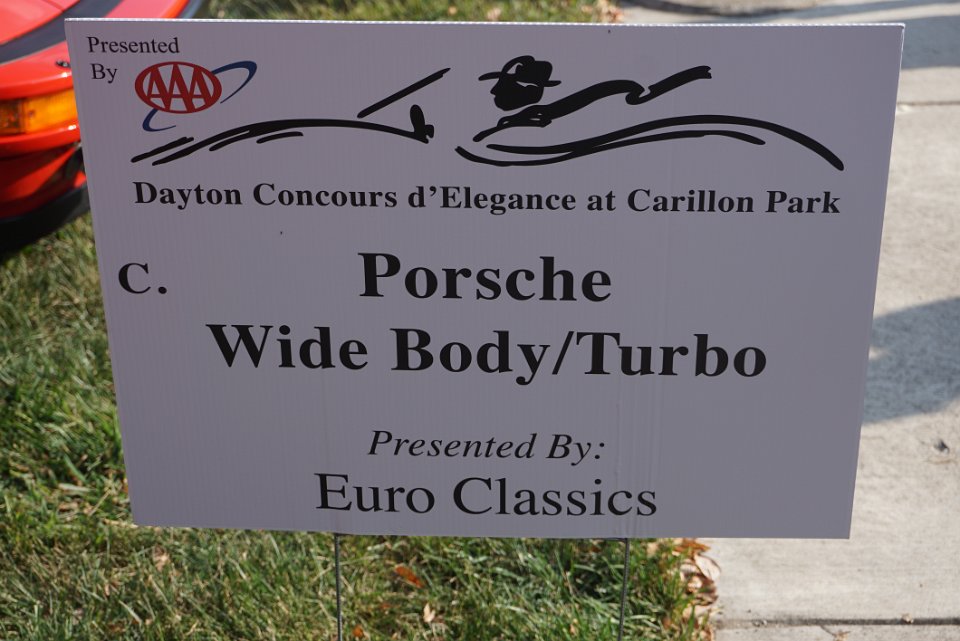 Presented
By AAA
Dayton Concours d'Elegance at Carillon Park
C. Porsche
Wide Body/Turbo
Presented By:
Euro Classics